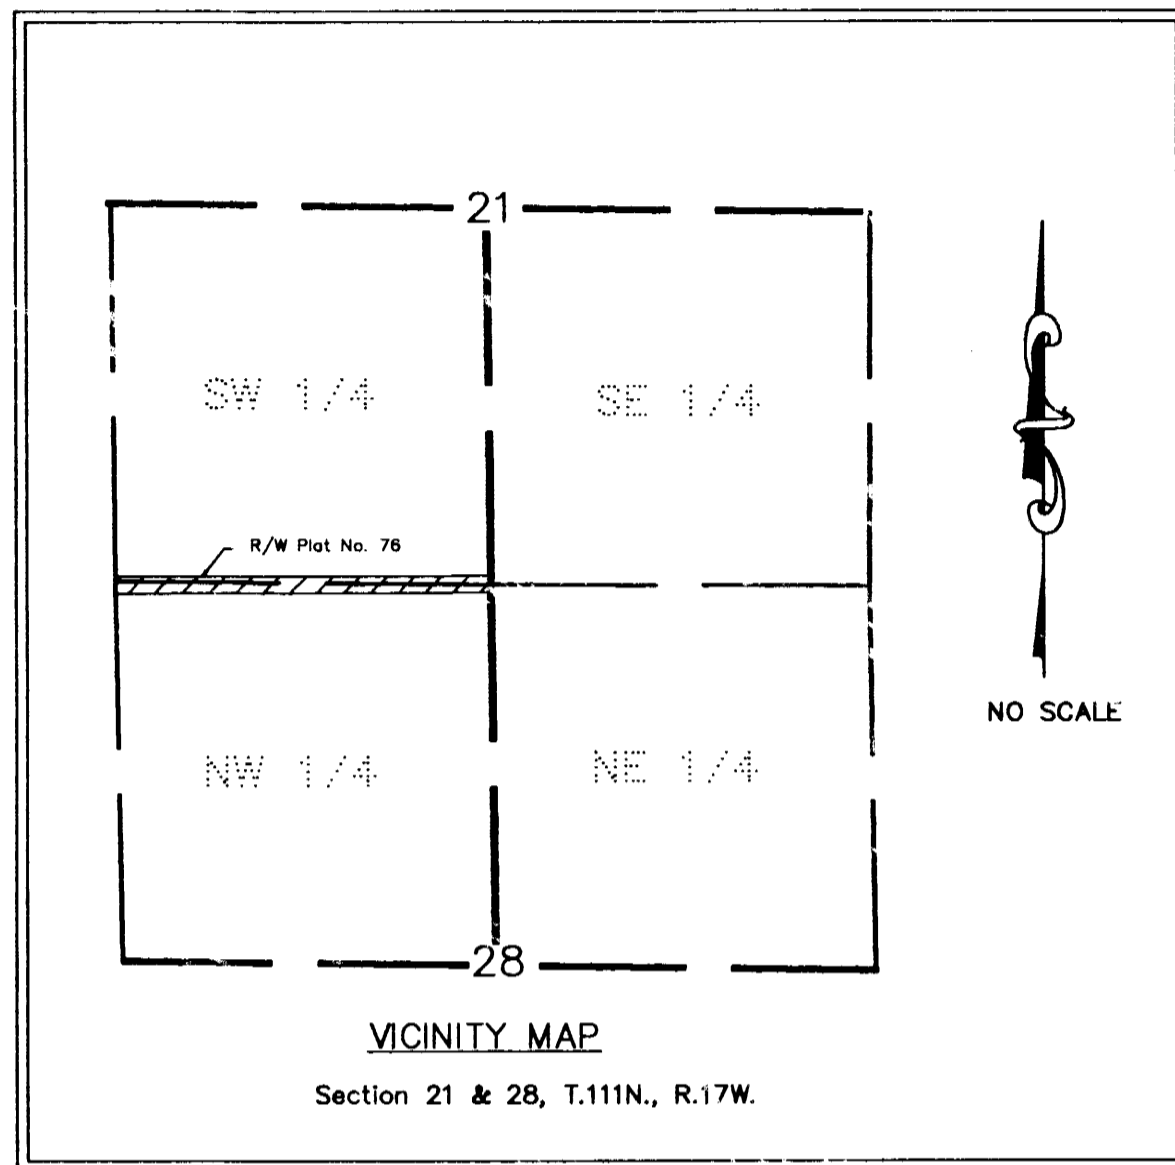 21
SW 1/4
SE 1/4
R/W Plat No. 76
NW 1/4
NE 1/4
NO SCALE
28
VICINITY MAP
Section 21 & 28, T.111N., R.17W.